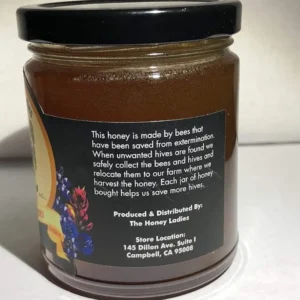 This honey is made by bees that
have been saved from extermination.
When unwanted hives are found we
safely collect the bees and hives and
relocate them to our farm where we
harvest the honey. Each jar of honey
bought helps us save more hives.
Produced & Distributed By:
The Honey Ladies
Store Location:
145 Dillon Ave. Suite I
Campbell, CA 95008